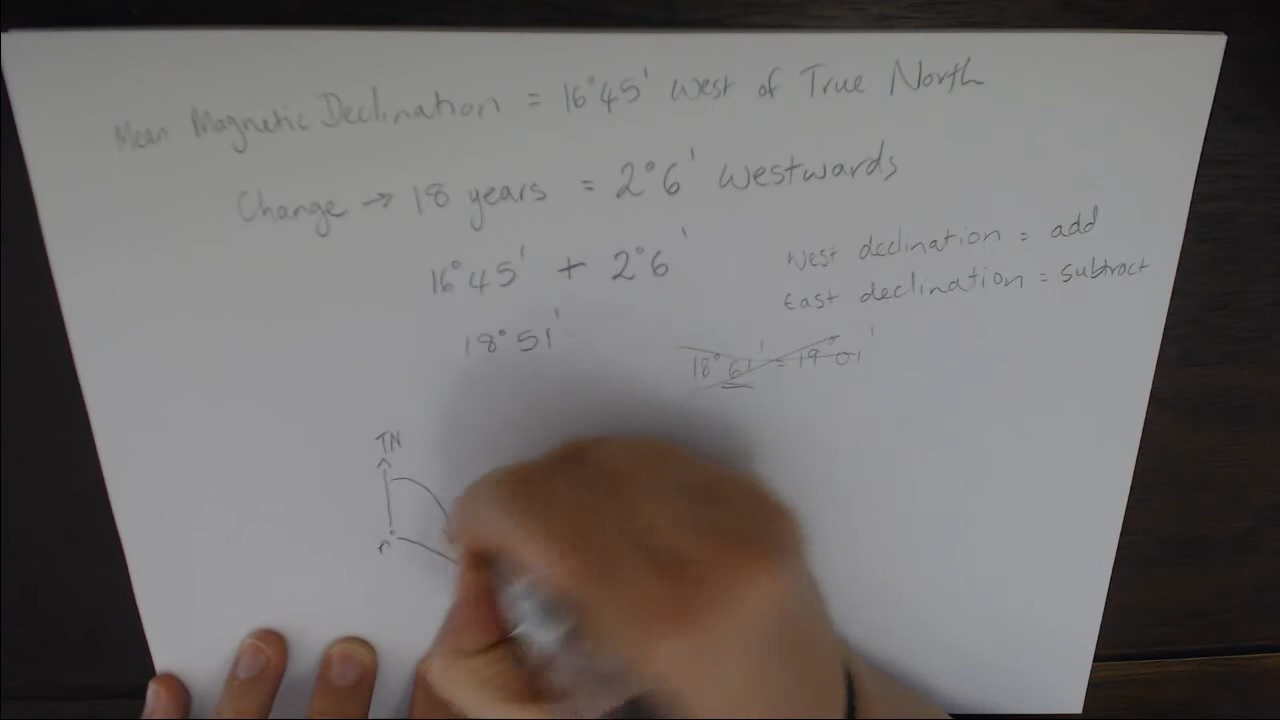 Mean Magnetic Declination = 16°45' West of True North
Change → 18 years = 2°6' Westwards
16°45' + 2°6'
18°51'
West declination = add
East declination = subtract
18°61' = 19°01'
TN